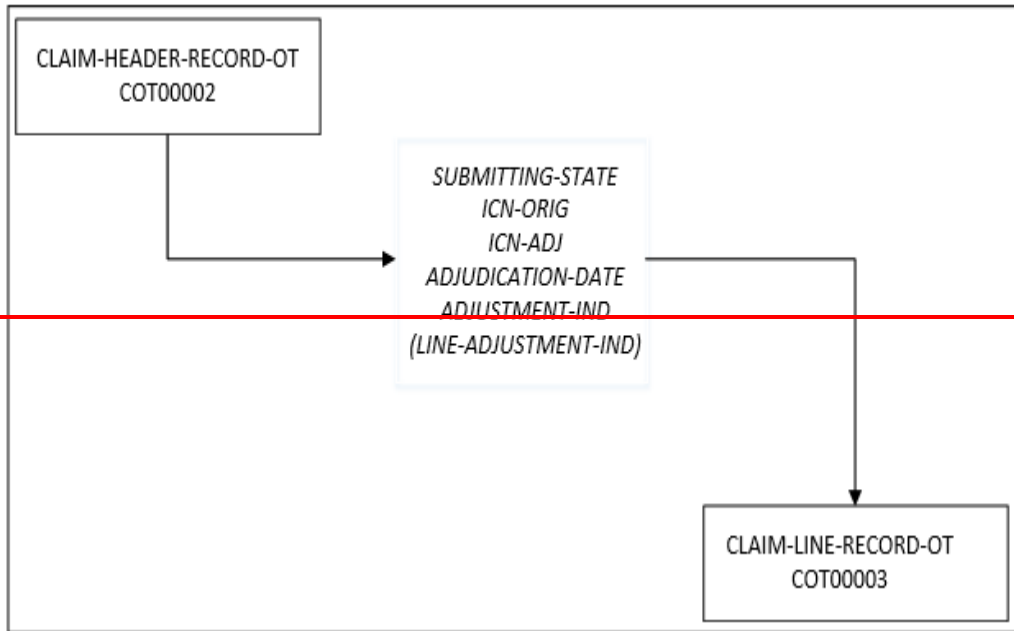 CLAIM-HEADER-RECORD-OT
COT00002
SUBMITTING-STATE
ICN-ORIG
ICN-ADJ
ADJUDICATION-DATE
ADJUSTMENT-IND
(LINE-ADJUSTMENT-IND)
CLAIM-LINE-RECORD-OT
COT00003